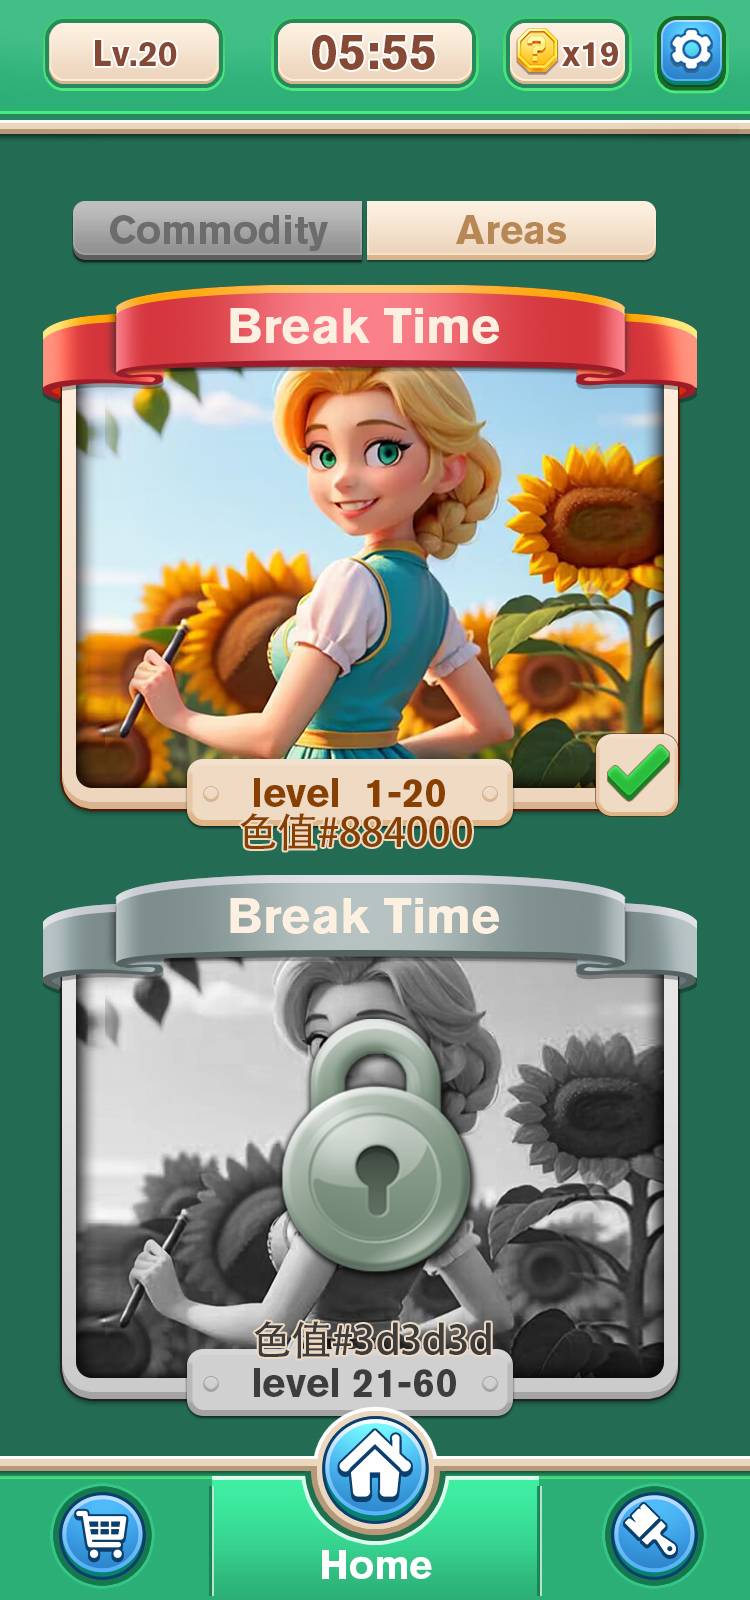 Lv.20
05:55
?
x19
Commodity
Areas
Break Time
level 1-20
色值#884000
Break Time
色值#3d3d3d
level 21-60
Home